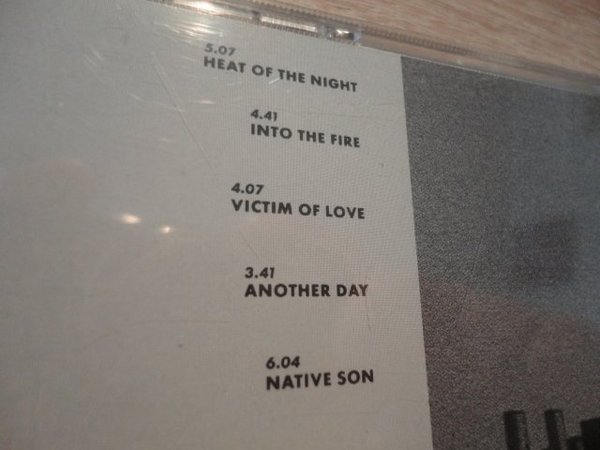 5.07
HEAT OF THE NIGHT
4.41
INTO THE FIRE
4.07
VICTIM OF LOVE
3.41
ANOTHER DAY
6.04
NATIVE SON